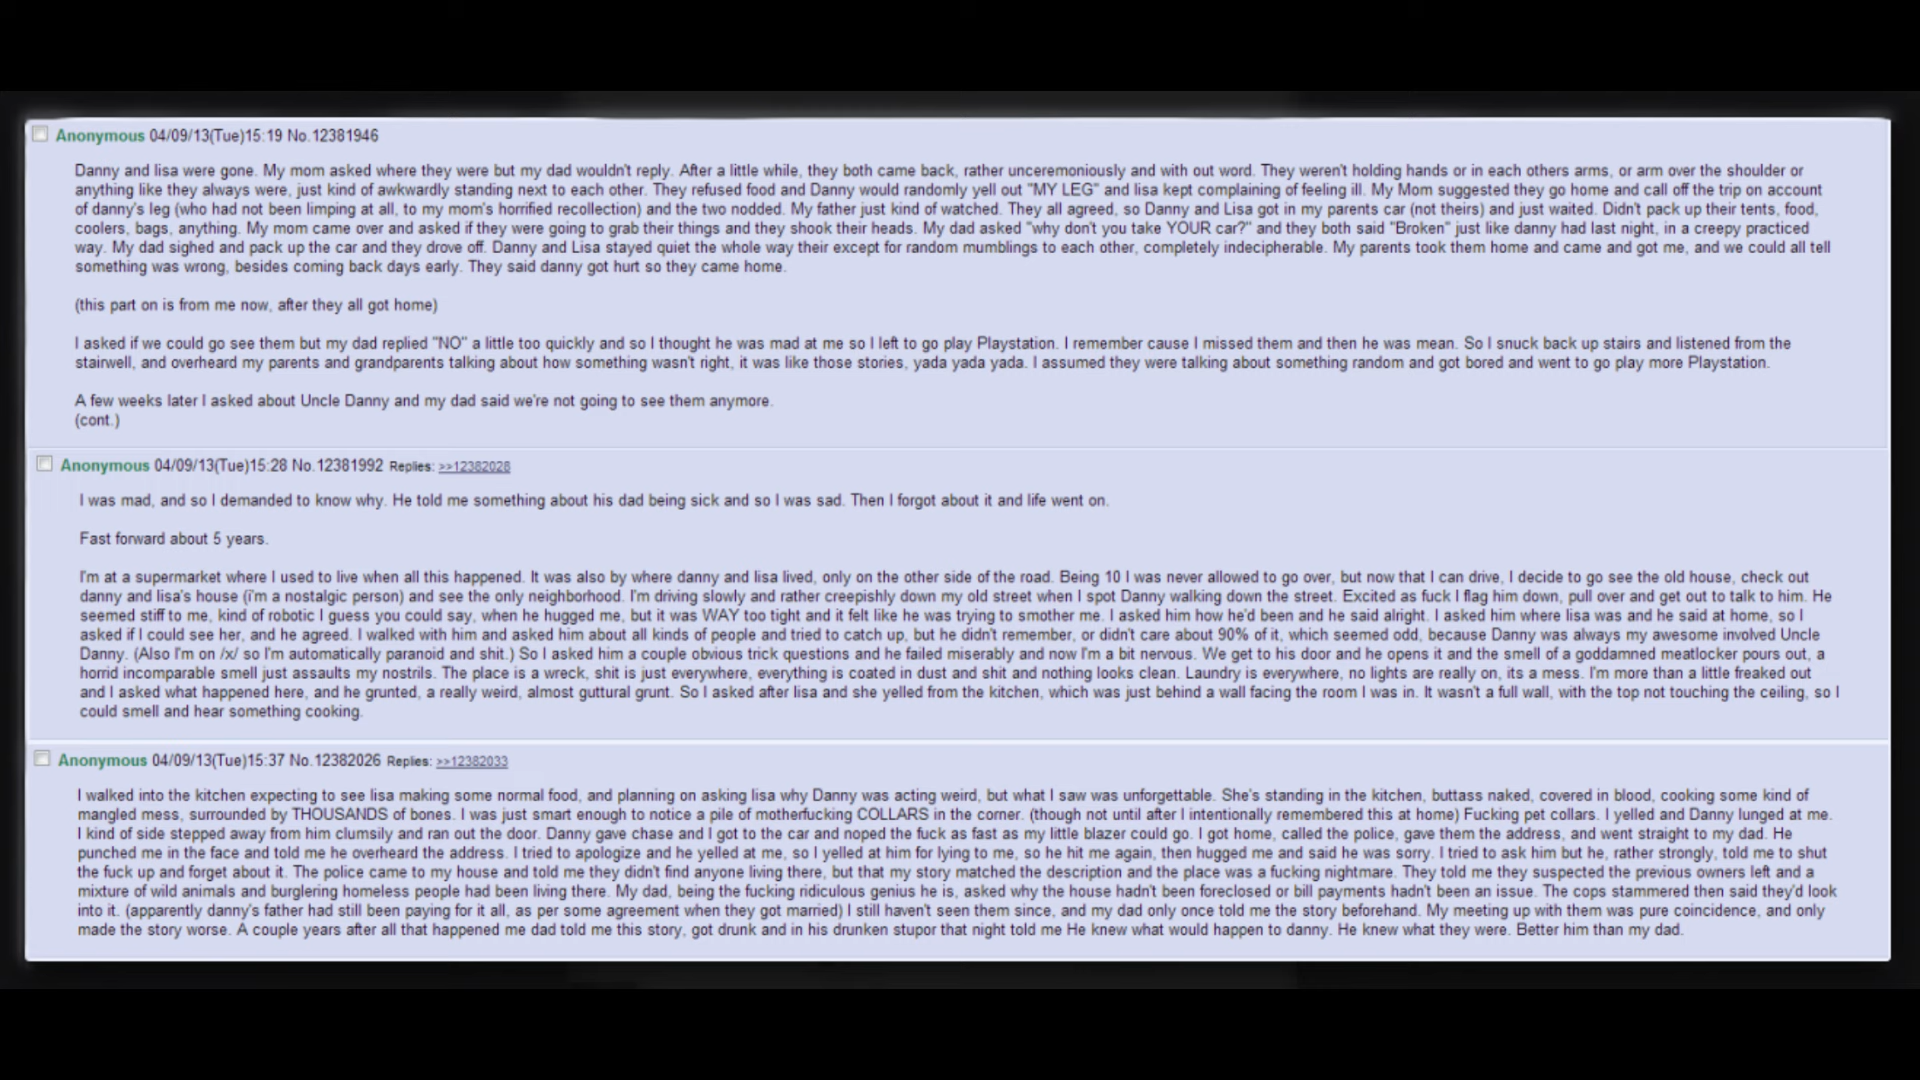 Anonymous 04/09/13(Tue)15:19 No.12381946
Danny and lisa were gone. My mom asked where they were but my dad wouldn't reply. After a little while, they both came back, rather unceremoniously and with out word. They weren't holding hands or in each others arms, or arm over the shoulder or
anything like they always were, just kind of awkwardly standing next to each other. They refused food and Danny would randomly yell out "MY LEG" and lisa kept complaining of feeling ill. My Mom suggested they go home and call off the trip on account
of danny's leg (who had not been limping at all, to my mom's horrified recollection) and the two nodded. My father just kind of watched. They all agreed, so Danny and Lisa got in my parents car (not theirs) and just waited. Didn't pack up their tents, food,
coolers, bags, anything. My mom came over and asked if they were going to grab their things and they shook their heads. My dad asked "why don't you take YOUR car?" and they both said "Broken" just like danny had last night, in a creepy practiced
way. My dad sighed and pack up the car and they drove off. Danny and Lisa stayed quiet the whole way their except for random mumblings to each other, completely indecipherable. My parents took them home and came and got me, and we could all tell
something was wrong, besides coming back days early. They said danny got hurt so they came home.
(this part on is from me now, after they all got home)
I asked if we could go see them but my dad replied "NO" a little too quickly and so I thought he was mad at me so I left to go play Playstation. I remember cause I missed them and then he was mean. So I snuck back up stairs and listened from the
stairwell, and overheard my parents and grandparents talking about how something wasn't right, it was like those stories, yada yada yada. I assumed they were talking about something random and got bored and went to go play more Playstation.
A few weeks later I asked about Uncle Danny and my dad said we're not going to see them anymore.
(cont.)
Anonymous 04/09/13(Tue)15:28 No.12381992 Replies: >>12382028
I was mad, and so I demanded to know why. He told me something about his dad being sick and so I was sad. Then I forgot about it and life went on.
Fast forward about 5 years.
I'm at a supermarket where I used to live when all this happened. It was also by where danny and lisa lived, only on the other side of the road. Being 10 I was never allowed to go over, but now that I can drive, I decide to go see the old house, check out
danny and lisa's house (i'm a nostalgic person) and see the only neighborhood. I'm driving slowly and rather creepishly down my old street when I spot Danny walking down the street. Excited as fuck I flag him down, pull over and get out to talk to him. He
seemed stiff to me, kind of robotic I guess you could say, when he hugged me, but it was WAY too tight and it felt like he was trying to smother me. I asked him how he'd been and he said alright. I asked him where lisa was and he said at home, so I
asked if I could see her, and he agreed. I walked with him and asked him about all kinds of people and tried to catch up, but he didn't remember, or didn't care about 90% of it, which seemed odd, because Danny was always my awesome involved Uncle
Danny. (Also I'm on /x/ so I'm automatically paranoid and shit.) So I asked him a couple obvious trick questions and he failed miserably and now I'm a bit nervous. We get to his door and he opens it and the smell of a goddamned meatlocker pours out, a
horrid incomparable smell just assaults my nostrils. The place is a wreck, shit is just everywhere, everything is coated in dust and shit and nothing looks clean. Laundry is everywhere, no lights are really on, its a mess. I'm more than a little freaked out
and I asked what happened here, and he grunted, a really weird, almost guttural grunt. So I asked after lisa and she yelled from the kitchen, which was just behind a wall facing the room I was in. It wasn't a full wall, with the top not touching the ceiling, so I
could smell and hear something cooking.
Anonymous 04/09/13(Tue)15:37 No.12382026 Replies: >>12382033
I walked into the kitchen expecting to see lisa making some normal food, and planning on asking lisa why Danny was acting weird, but what I saw was unforgettable. She's standing in the kitchen, buttass naked, covered in blood, cooking some kind of
mangled mess, surrounded by THOUSANDS of bones. I was just smart enough to notice a pile of motherfucking COLLARS in the corner. (though not until after I intentionally remembered this at home) Fucking pet collars. I yelled and Danny lunged at me.
I kind of side stepped away from him clumsily and ran out the door. Danny gave chase and I got to the car and noped the fuck as fast as my little blazer could go. I got home, called the police, gave them the address, and went straight to my dad. He
punched me in the face and told me he overheard the address. I tried to apologize and he yelled at me, so I yelled at him for lying to me, so he hit me again, then hugged me and said he was sorry. I tried to ask him but he, rather strongly, told me to shut
the fuck up and forget about it. The police came to my house and told me they didn't find anyone living there, but that my story matched the description and the place was a fucking nightmare. They told me they suspected the previous owners left and a
mixture of wild animals and burglering homeless people had been living there. My dad, being the fucking ridiculous genius he is, asked why the house hadn't been foreclosed or bill payments hadn't been an issue. The cops stammered then said they'd look
into it. (apparently danny's father had still been paying for it all, as per some agreement when they got married) I still haven't seen them since, and my dad only once told me the story beforehand. My meeting up with them was pure coincidence, and only
made the story worse. A couple years after all that happened me dad told me this story, got drunk and in his drunken stupor that night told me He knew what would happen to danny. He knew what they were. Better him than my dad.